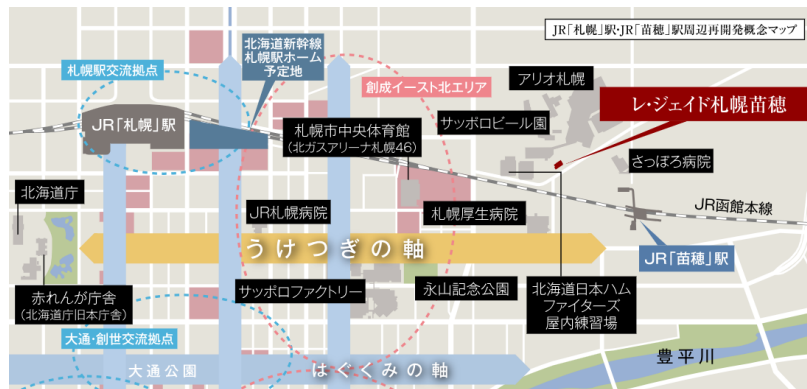 JR「札幌」駅・JR「苗穂」駅周辺再開発概念マップ
北海道新幹線
札幌駅ホーム
予定地
札幌駅交流拠点
創成イースト北エリア
アリオ札幌
レ・ジェイド札幌苗穂
JR「札幌」駅
札幌市中央体育館
(北ガスアリーナ札幌46)
サッポロビール園
さっぽろ病院
北海道庁
JR札幌病院
札幌厚生病院
JR函館本線
うけつぎの軸
JR「苗穂」駅
赤れんが庁舎
(北海道庁旧本庁舎)
サッポロファクトリー
永山記念公園
北海道日本ハム
ファイターズ
屋内練習場
大通・創世交流拠点
大通公園
はぐくみの軸
豊平川